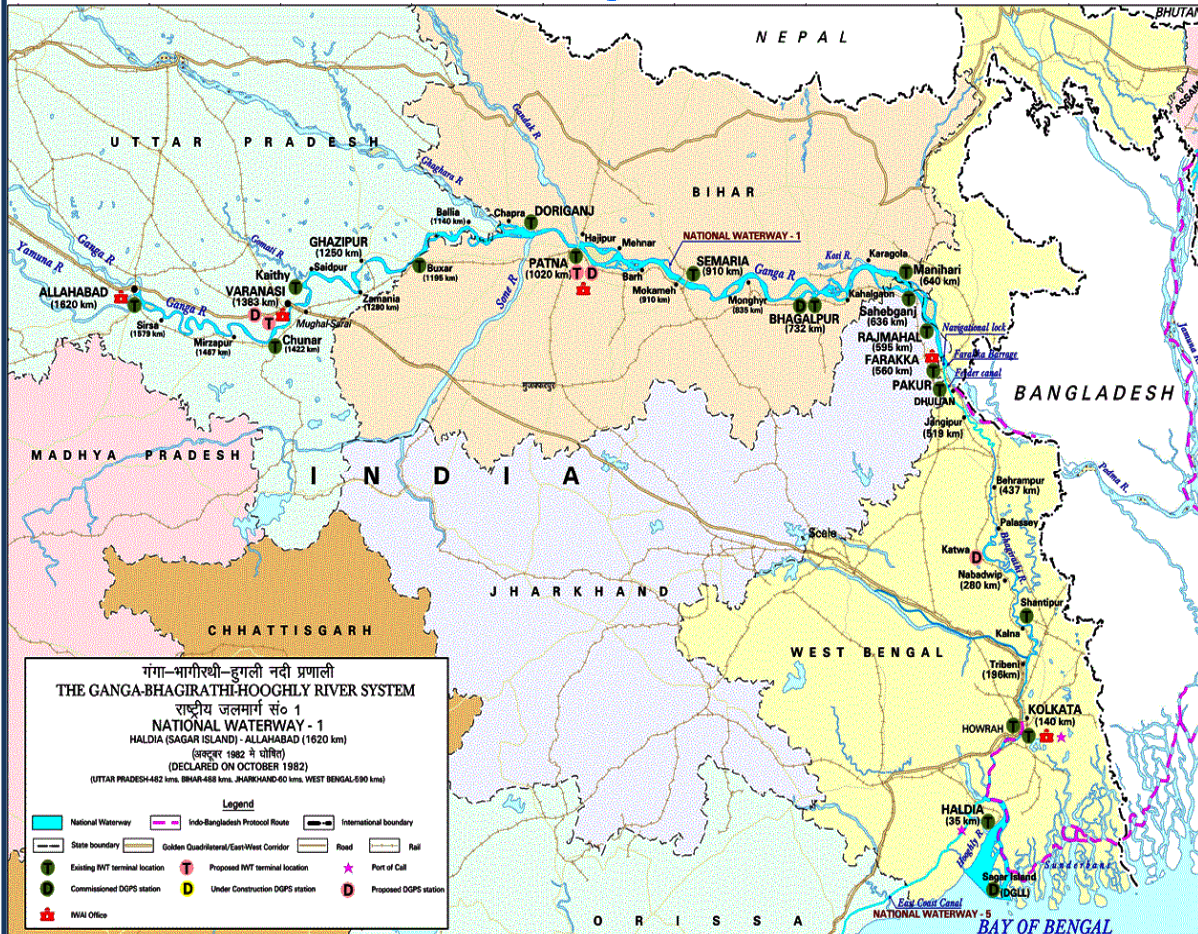 NEPAL
BHUTAN
ASSAM
UTTAR PRADESH
Gandak R
Ghaghara R
BIHAR
Ballia
(1140 km)
Chapra
DORIGANJ
Hajipur
Mehnar
NATIONAL WATERWAY - 1
Gomati R
GHAZIPUR
(1250 km)
Saidpur
Buxar
(1195 km)
PATNA
(1020 km)
T
D
Barh
Mokameh
(910 km)
SEMARIA
(910 km)
Ganga R
Kosi R
Karagola
Manihari
(640 km)
Ganga R
Yamuna R
ALLAHABAD
(1620 km)
T
Ganga R
Sirsa
(1579 km)
Mirzapur
(1467 km)
Kaithy
VARANASI
(1383 km)
D
T
Mughal-Sarai
Chunar
(1422 km)
Zamania
(1280 km)
Sone R
Monghyr
(835 km)
D
T
BHAGALPUR
(732 km)
Kahalgaon
Sahebganj
(636 km)
RAJMAHAL
(595 km)
FARAKKA
(560 km)
PAKUR
DHULIAN
Jangipur
(519 km)
Navigational lock
Farakka Barrage
Feeder canal
Jamuna R
BANGLADESH
Padma R
मुजफ्फरपुर
MADHYA PRADESH
INDIA
Behrampur
(437 km)
Palassey
Katwa
D
Bhagirathi R
Nabadwip
(280 km)
Shantipur
T
Kalna
Scale
JHARKHAND
CHHATTISGARH
WEST BENGAL
Tribeni
(196km)
KOLKATA
(140 km)
HOWRAH
T
T
HALDIA
(35 km)
T
Hooghly R
Sunderbans
Sagar Island
D
(DGLL)
East Coast Canal
NATIONAL WATERWAY - 5
ORISSA
BAY OF BENGAL
गंगा–भागीरथी–हुगली नदी प्रणाली
THE GANGA-BHAGIRATHI-HOOGHLY RIVER SYSTEM
राष्ट्रीय जलमार्ग सं० 1
NATIONAL WATERWAY - 1
HALDIA (SAGAR ISLAND) - ALLAHABAD (1620 km)
(अक्टूबर 1982 मे घोषित)
(DECLARED ON OCTOBER 1982)
(UTTAR PRADESH-462 kms. BIHAR-468 kms. JHARKHAND-60 kms. WEST BENGAL-590 kms)
Legend
National Waterway
Indo-Bangladesh Protocol Route
International boundary
State boundary
Golden Quadrilateral/East-West Corridor
Road
Rail
T Existing IWT terminal location
T Proposed IWT terminal location
Port of Call
D Commissioned DGPS station
D Under Construction DGPS station
D Proposed DGPS station
IWAI Office